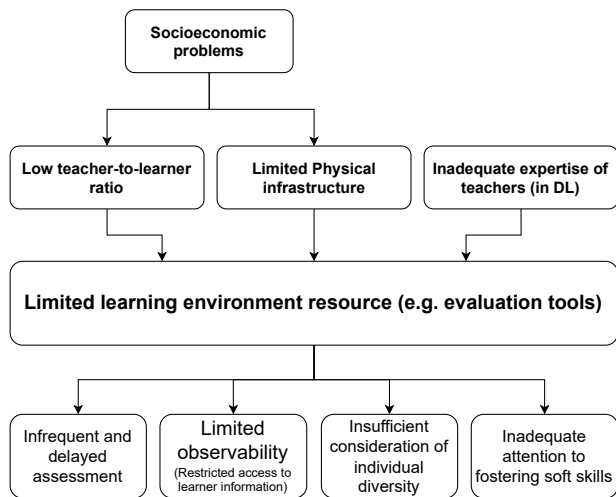 Socioeconomic
problems
Low teacher-to-learner
ratio
Limited Physical
infrastructure
Inadequate expertise of
teachers (in DL)
Limited learning environment resource (e.g. evaluation tools)
Infrequent and
delayed
assessment
Limited
observability
(Restricted access to
learner information)
Insufficient
consideration of
individual
diversity
Inadequate
attention to
fostering soft skills